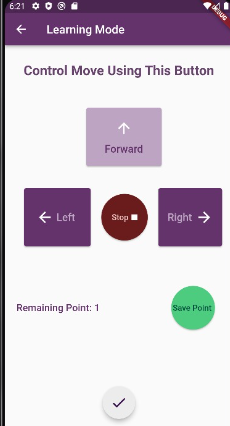 6:21
DEBUG
Learning Mode
Control Move Using This Button
Forward
Left
Stop
Right
Remaining Point: 1
Save Point